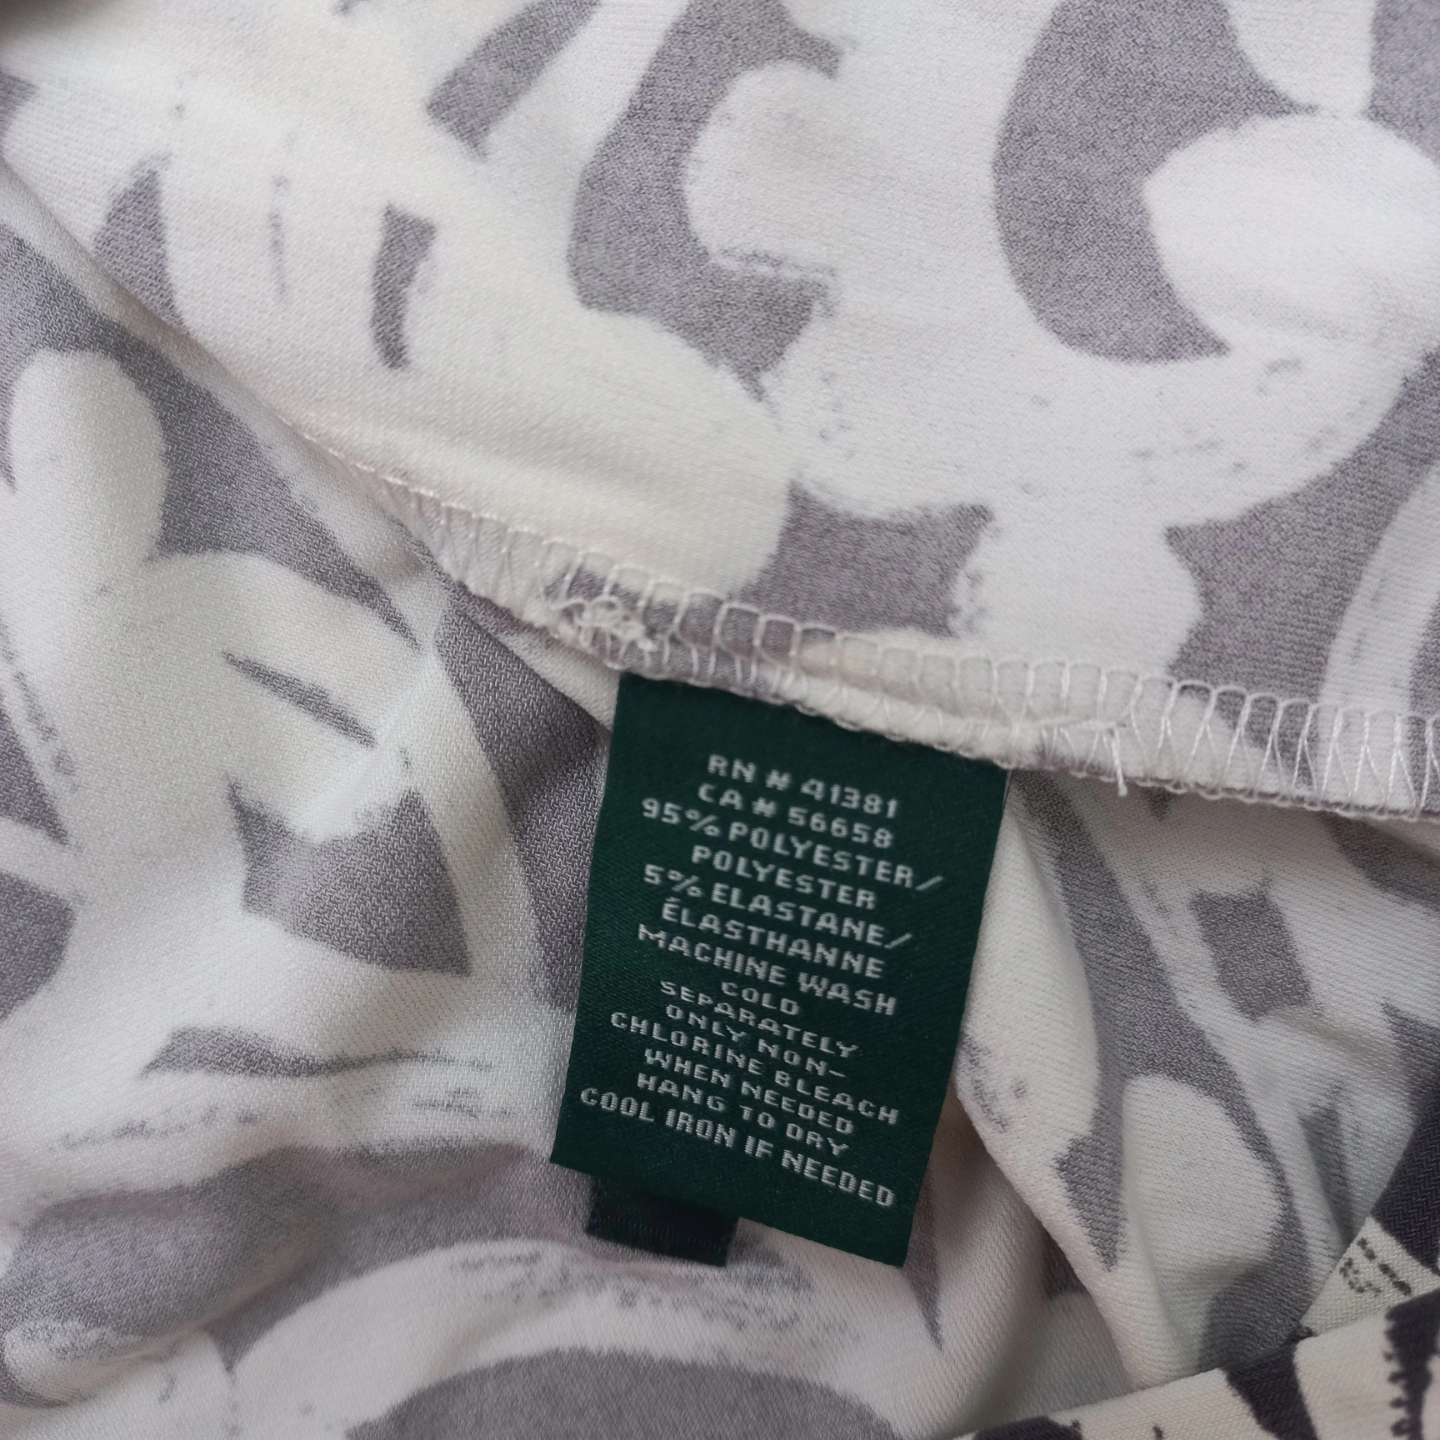 RN # 41381
CA # 56658
95% POLYESTER/
POLYESTER
5% ELASTANE/
ÉLASTHANNE
MACHINE WASH
COLD
SEPARATELY
ONLY NON-
CHLORINE BLEACH
WHEN NEEDED
HANG TO DRY
COOL IRON IF NEEDED